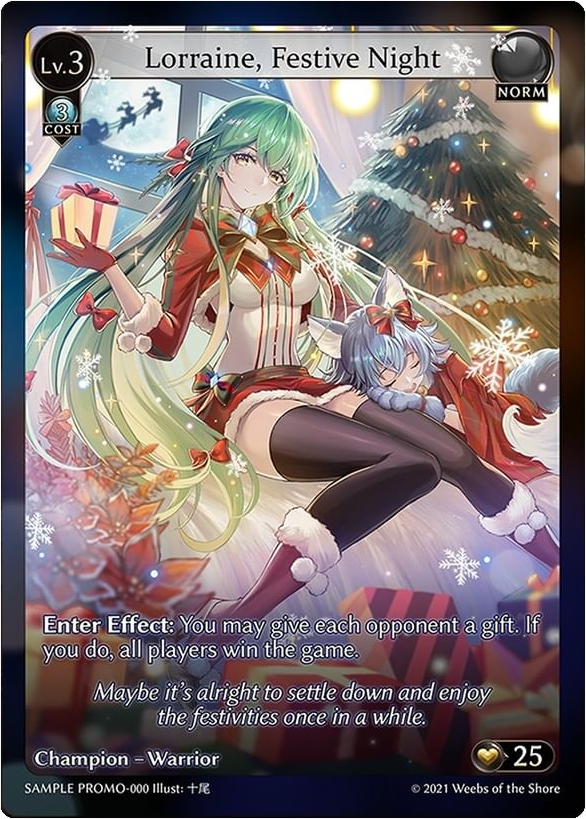 Lv.3
Lorraine, Festive Night
NORM
3
COST
Enter Effect: You may give each opponent a gift. If
you do, all players win the game.
Maybe it's alright to settle down and enjoy
the festivities once in a while.
Champion – Warrior
25
SAMPLE PROMO-000 Illust: 十尾
© 2021 Weebs of the Shore